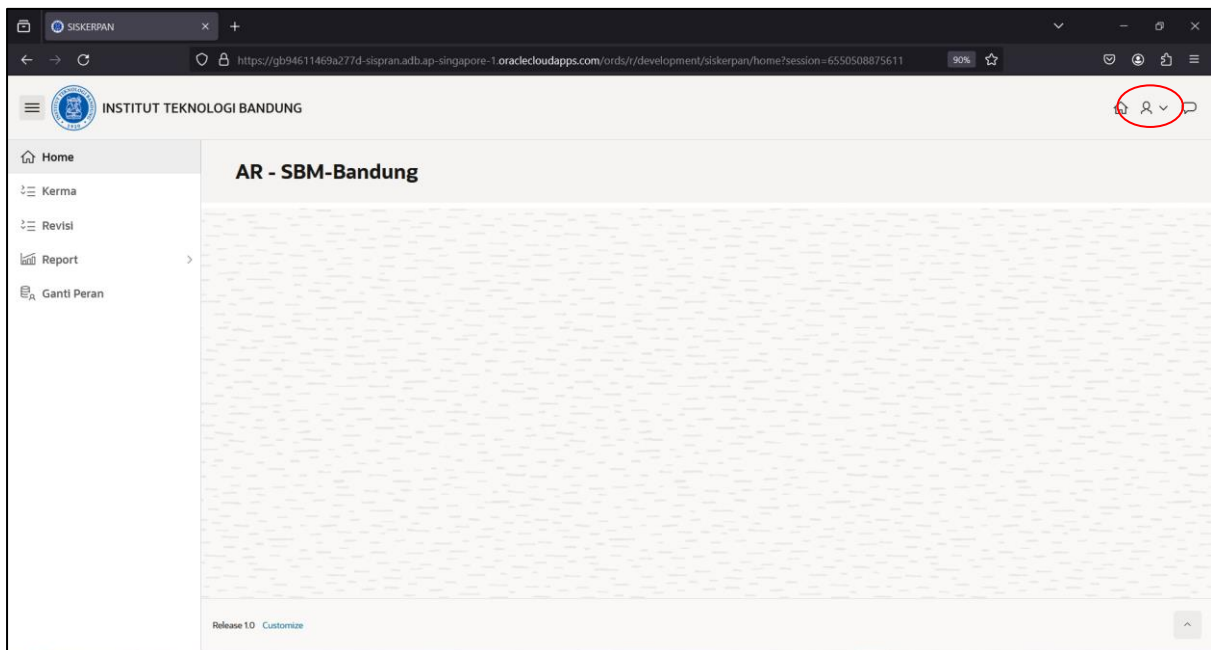 SISKERPAN
https://gb94611469a277d-sispran.adb.ap-singapore-1.oraclecloudapps.com/ords/r/development/siskerpan/home?session=6550508875611 90%
INSTITUT TEKNOLOGI BANDUNG
Home
AR - SBM-Bandung
Kerma
Revisi
Report
Ganti Peran
Release 1.0 Customize